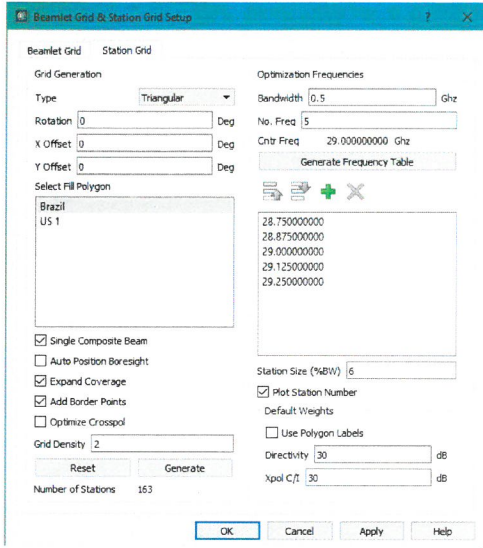 Beamlet Grid & Station Grid Setup
?
Beamlet Grid
Station Grid
Grid Generation
Type
Triangular
Rotation 0 Deg
X Offset 0 Deg
Y Offset 0 Deg
Select Fill Polygon
Brazil
US 1
Single Composite Beam
Auto Position Boresight
Expand Coverage
Add Border Points
Optimize Crosspol
Grid Density 2
Reset
Generate
Number of Stations 163
Optimization Frequencies
Bandwidth 0.5 Ghz
No. Freq 5
Cntr Freq 29.000000000 Ghz
Generate Frequency Table
28.750000000
28.875000000
29.000000000
29.125000000
29.250000000
Station Size (%BW) 6
Plot Station Number
Default Weights
Use Polygon Labels
Directivity 30 dB
Xpol C/I 30 dB
OK
Cancel
Apply
Help